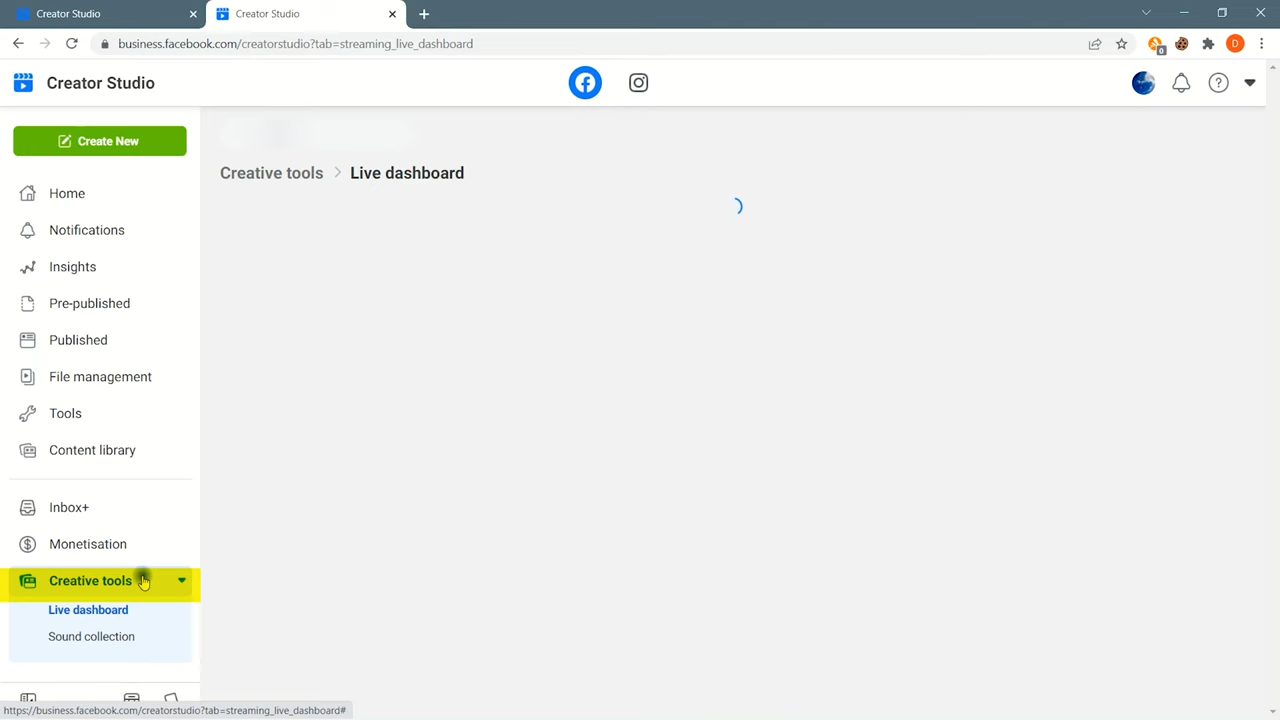 Creator Studio
Creator Studio
business.facebook.com/creatorstudio?tab=streaming_live_dashboard
0
D
Creator Studio
Create New
Home
Notifications
Insights
Pre-published
Published
File management
Tools
Content library
Inbox+
Monetisation
Creative tools
Live dashboard
Sound collection
Creative tools > Live dashboard
https://business.facebook.com/creatorstudio?tab=streaming_live_dashboard#